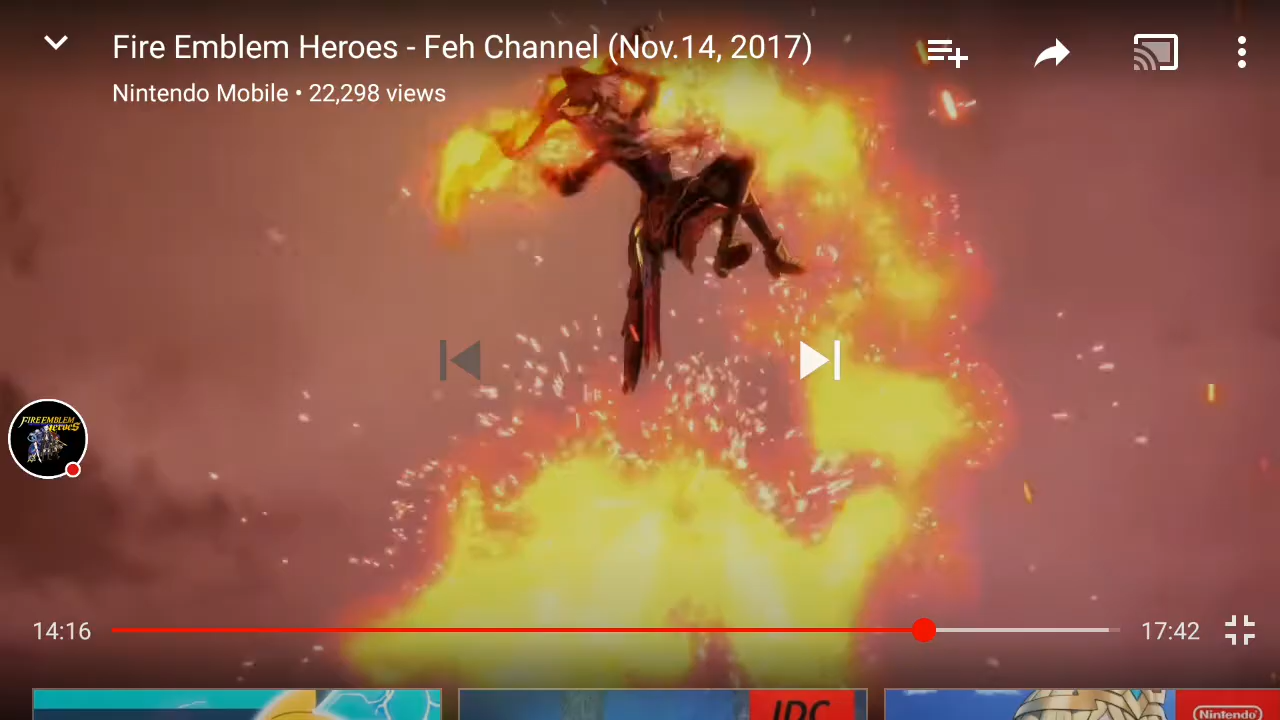 Fire Emblem Heroes - Feh Channel (Nov.14, 2017)
Nintendo Mobile • 22,298 views
FIRE EMBLEM
HEROES
14:16
17:42
JDC
Nintendo